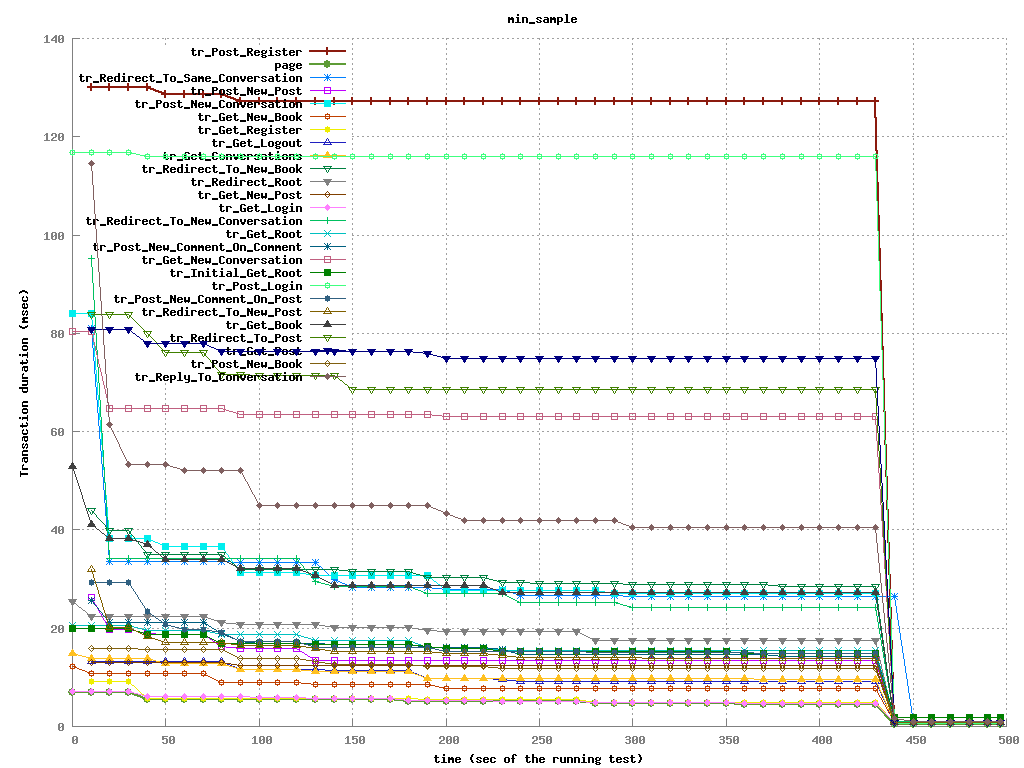 min_sample
140
120
100
80
60
40
20
0
Transaction duration (msec)
tr_Post_Register
page
tr_Redirect_To_Same_Conversation
tr_Post_New_Post
tr_Post_New_Conversation
tr_Get_New_Book
tr_Get_Register
tr_Get_Logout
tr_Get_Conversations
tr_Redirect_To_New_Book
tr_Redirect_Root
tr_Get_New_Post
tr_Get_Login
tr_Redirect_To_New_Conversation
tr_Get_Root
tr_Post_New_Comment_On_Comment
tr_Get_New_Conversation
tr_Initial_Get_Root
tr_Post_Login
tr_Post_New_Comment_On_Post
tr_Redirect_To_New_Post
tr_Get_Book
tr_Redirect_To_Post
tr_Get_Post
tr_Post_New_Book
tr_Reply_To_Conversation
0 50 100 150 200 250 300 350 400 450 500
time (sec of the running test)